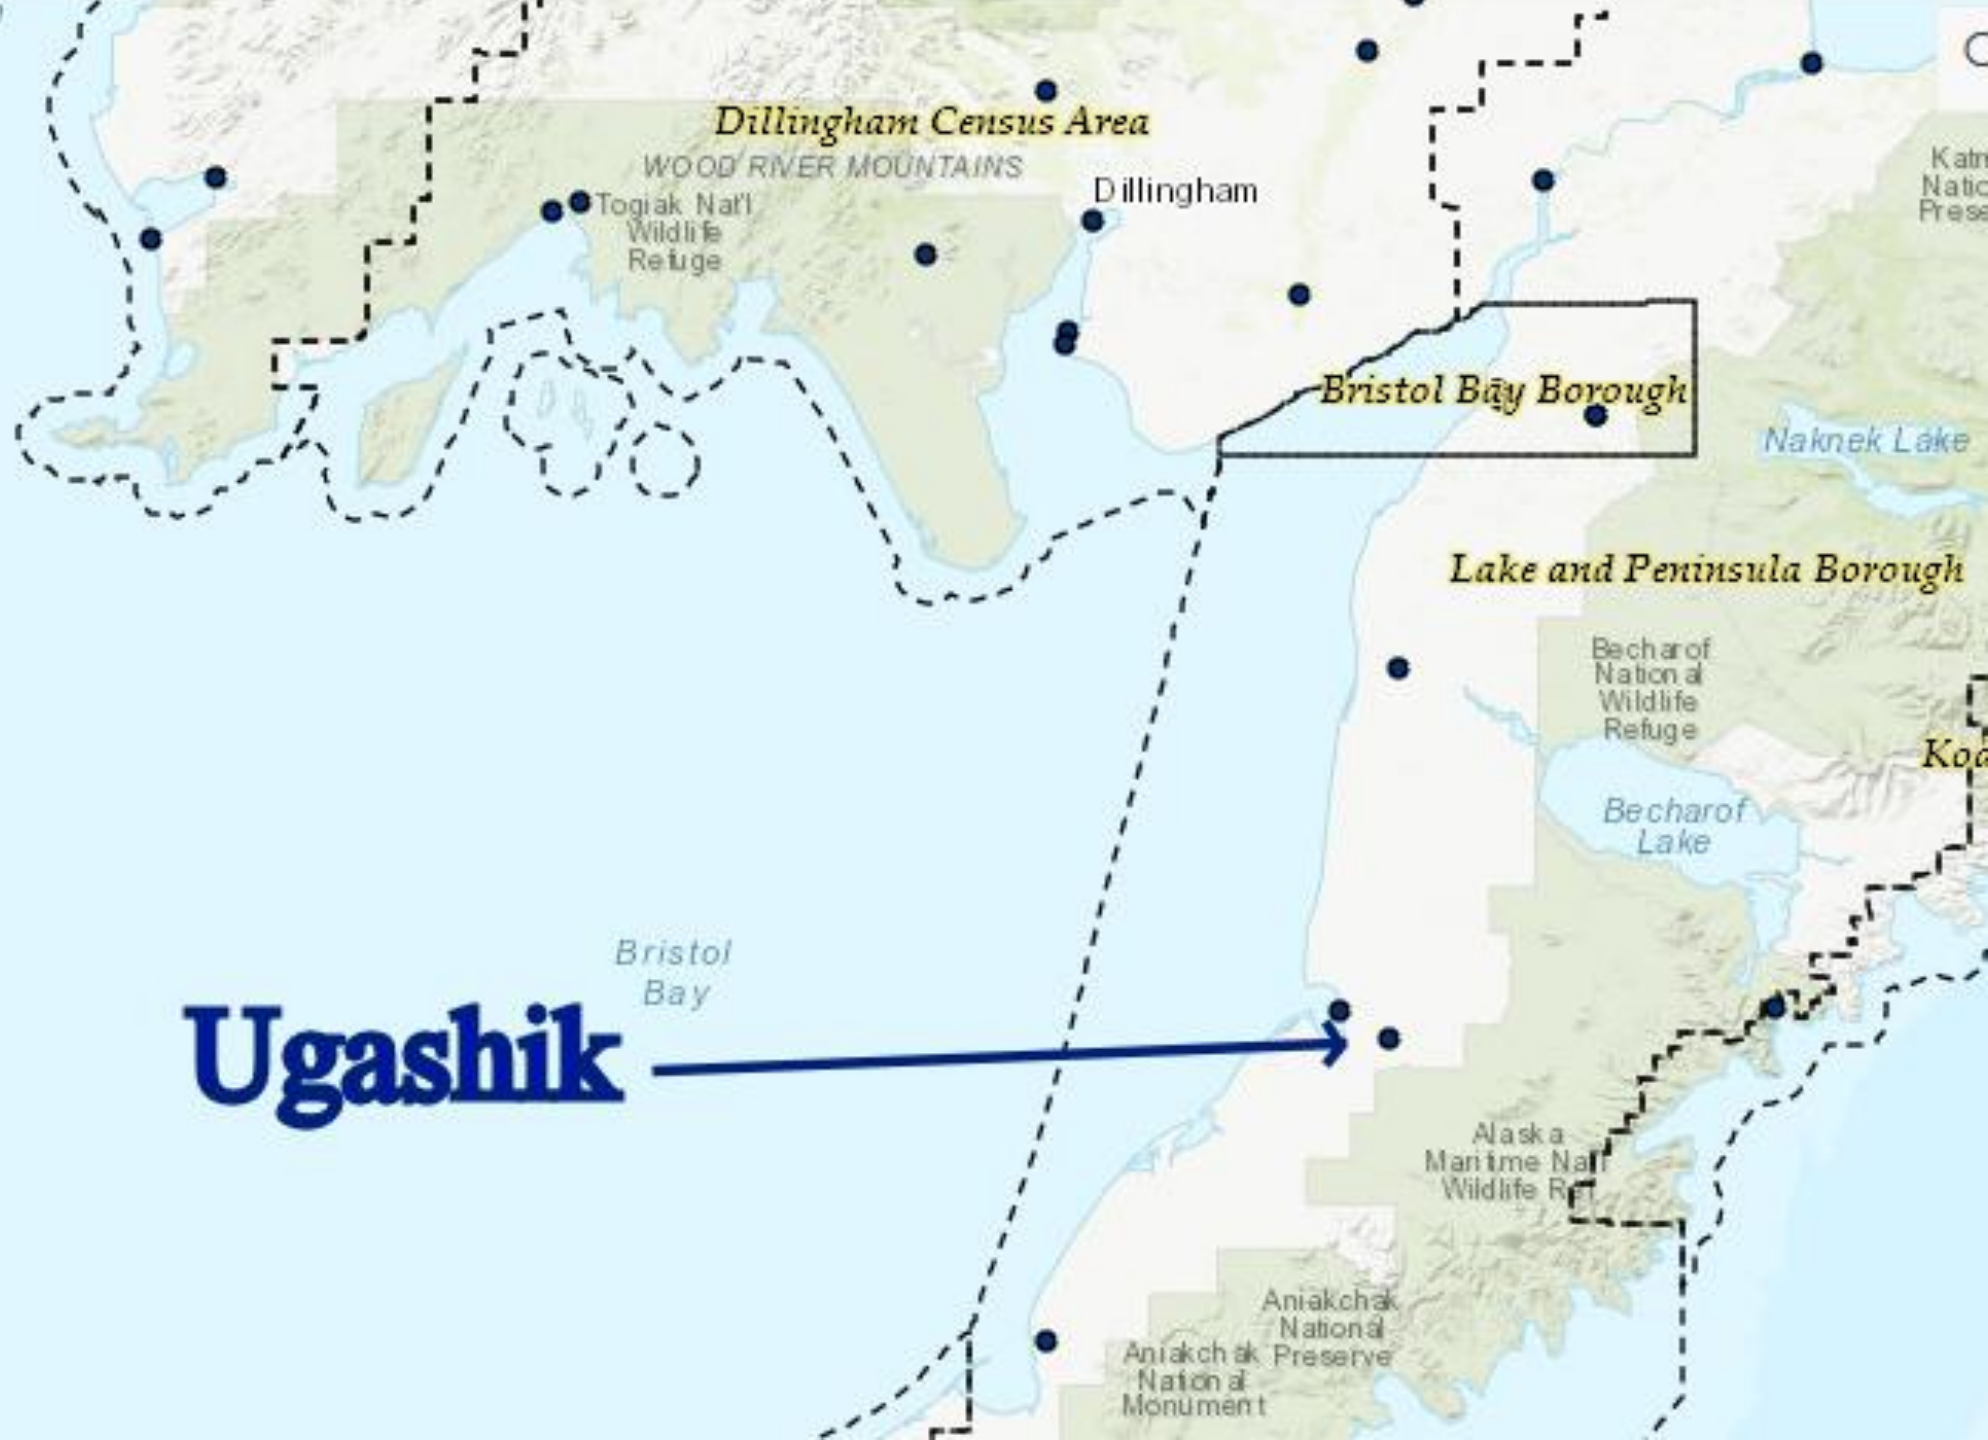 Dillingham Census Area
WOOD RIVER MOUNTAINS
Dillingham
Togiak Nat'l
Wildlife
Refuge
Bristol Bay Borough
Naknek Lake
Lake and Peninsula Borough
Becharof
National
Wildlife
Refuge
Becharof
Lake
Bristol
Bay
Ugashik
Alaska
Maritime Nat'l
Wildlife Ref
Aniakchak
National
Preserve
Aniakchak
National
Monument